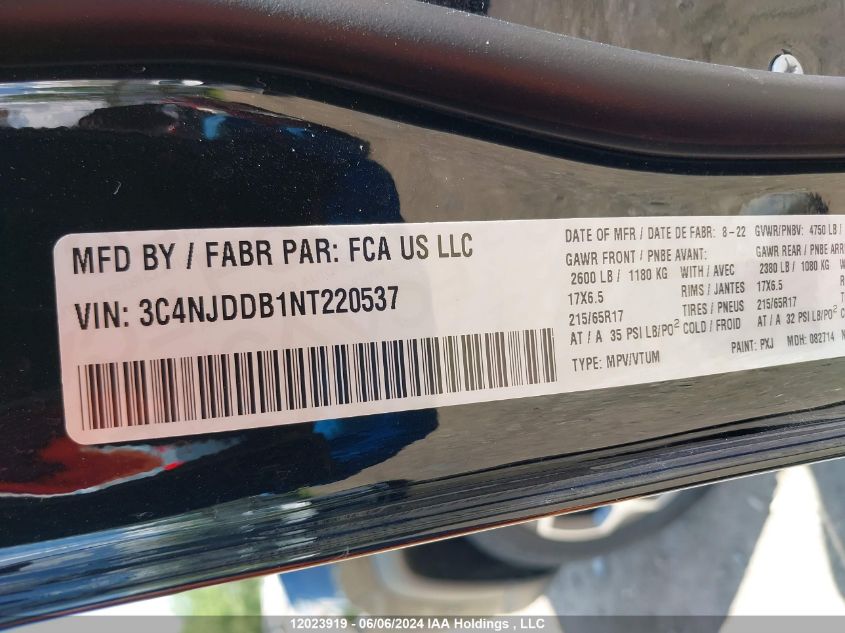 MFD BY / FABR PAR: FCA US LLC
VIN: 3C4NJDDB1NT220537
DATE OF MFR / DATE DE FABR: 8-22 GVWR/PNBV: 4750 LB /
GAWR FRONT / PNBE AVANT: GAWR REAR / PNBE ARR
2600 LB / 1180 KG WITH / AVEC 2380 LB / 1080 KG
17X6.5 RIMS / JANTES 17X6.5
215/65R17 TIRES / PNEUS 215/65R17
AT / A 35 PSI LB/PO² COLD / FROID AT / A 32 PSI LB/PO²
TYPE: MPV/VTUM PAINT: PXJ MDH: 082714
12023919 - 06/06/2024 IAA Holdings , LLC